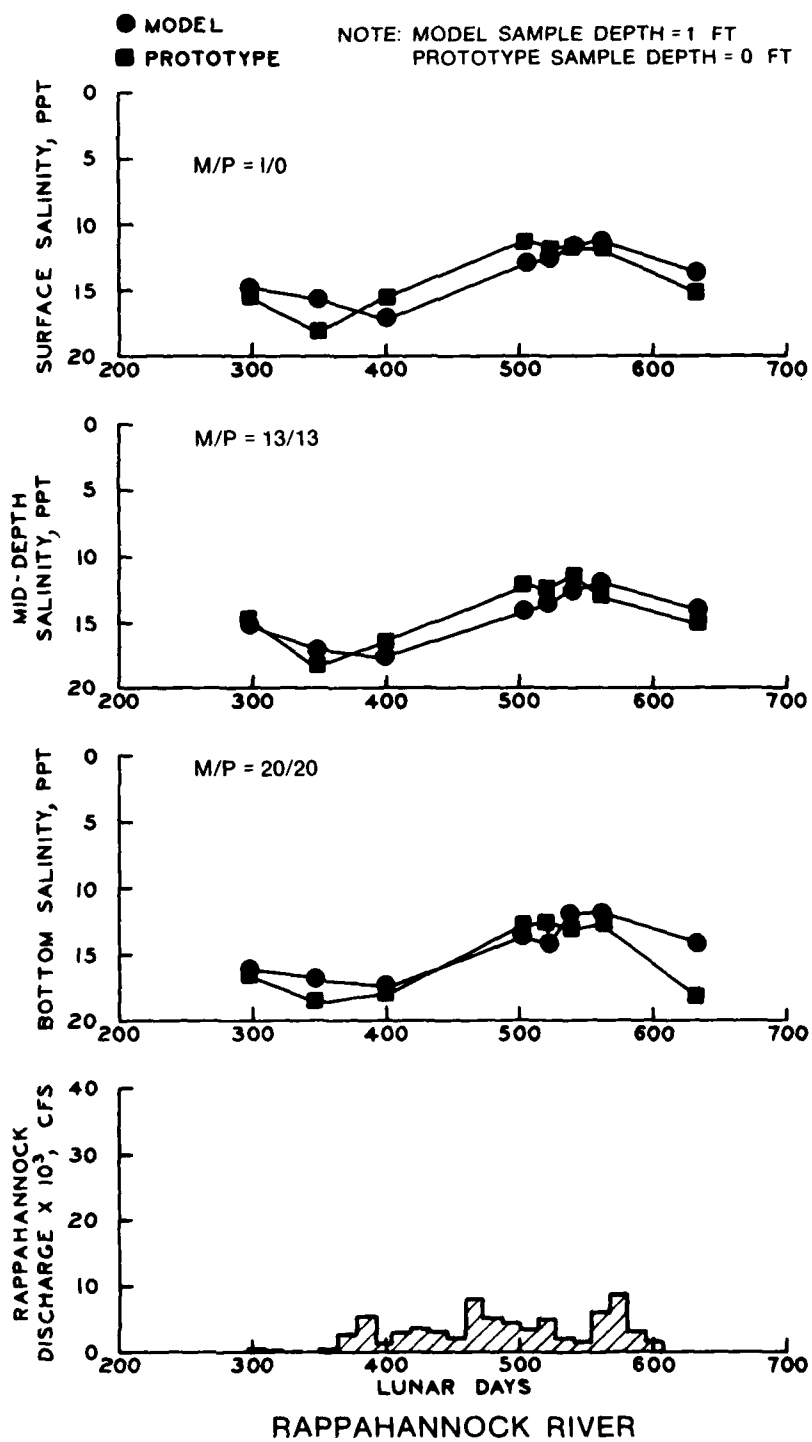 MODEL
PROTOTYPE
NOTE: MODEL SAMPLE DEPTH = 1 FT
PROTOTYPE SAMPLE DEPTH = 0 FT
SURFACE SALINITY, PPT
0
5
10
15
20
M/P = 1/0
200 300 400 500 600 700
MID-DEPTH
SALINITY, PPT
0
5
10
15
20
M/P = 13/13
200 300 400 500 600 700
BOTTOM SALINITY, PPT
0
5
10
15
20
M/P = 20/20
200 300 400 500 600 700
RAPPAHANNOCK
DISCHARGE X 10³, CFS
40
30
20
10
0
200 300 400 500 600 700
LUNAR DAYS
RAPPAHANNOCK RIVER